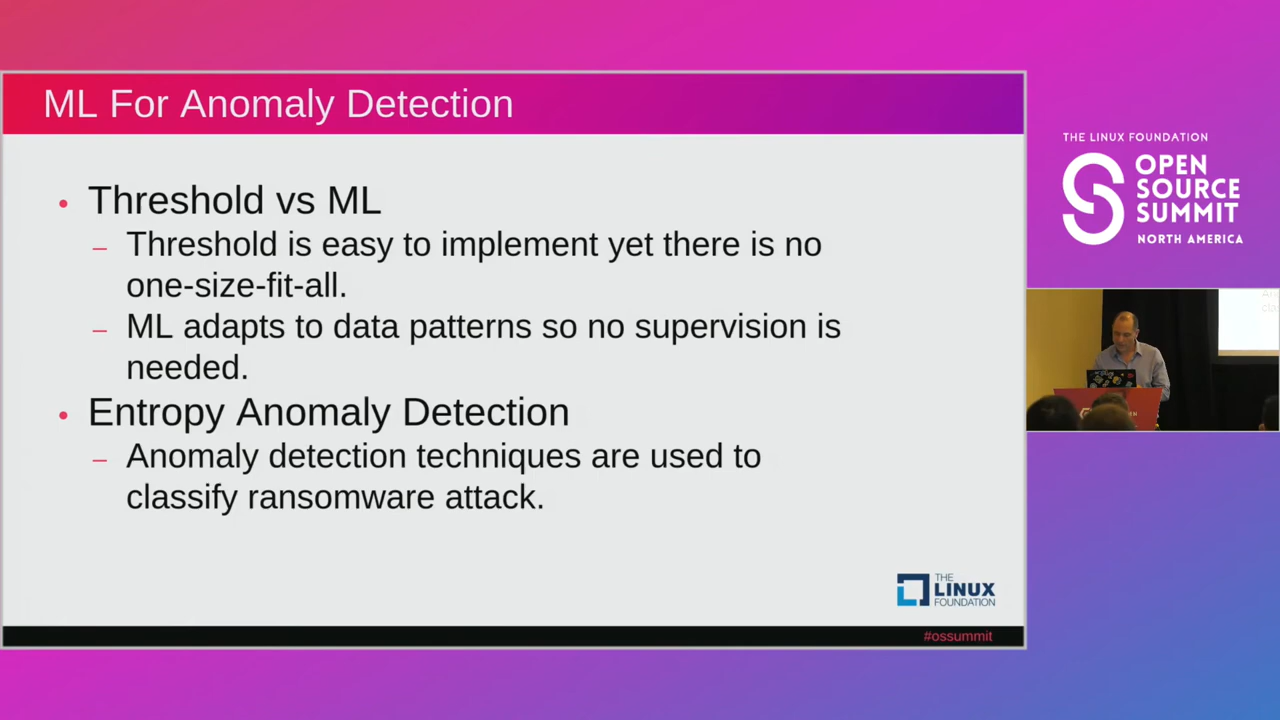 ML For Anomaly Detection
• Threshold vs ML
– Threshold is easy to implement yet there is no
one-size-fit-all.
– ML adapts to data patterns so no supervision is
needed.
• Entropy Anomaly Detection
– Anomaly detection techniques are used to
classify ransomware attack.
THE
LINUX
FOUNDATION
#ossummit
THE LINUX FOUNDATION
OPEN
SOURCE
SUMMIT
NORTH AMERICA